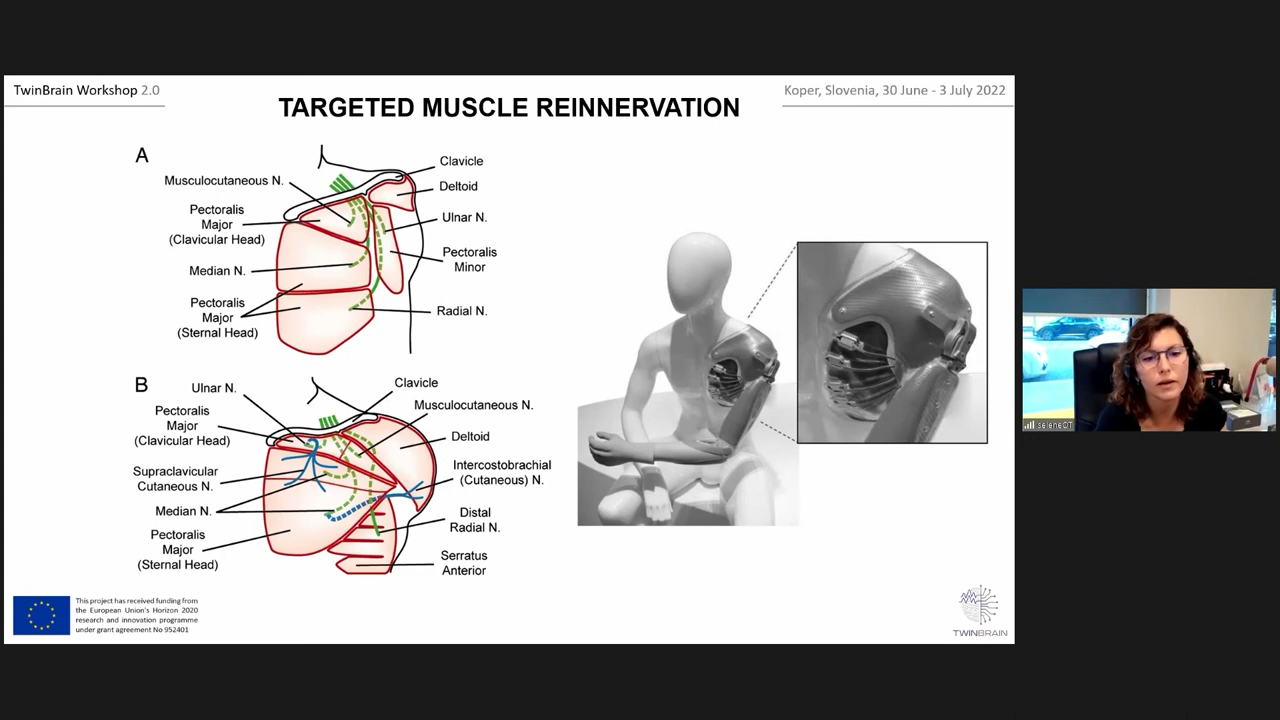 TwinBrain Workshop 2.0
Koper, Slovenia, 30 June - 3 July 2022
TARGETED MUSCLE REINNERVATION
A
Musculocutaneous N.
Pectoralis
Major
(Clavicular Head)
Median N.
Pectoralis
Major
(Sternal Head)
Clavicle
Deltoid
Ulnar N.
Pectoralis
Minor
Radial N.
B
Ulnar N.
Pectoralis
Major
(Clavicular Head)
Supraclavicular
Cutaneous N.
Median N.
Pectoralis
Major
(Sternal Head)
Clavicle
Musculocutaneous N.
Deltoid
Intercostobrachial
(Cutaneous) N.
Distal
Radial N.
Serratus
Anterior
This project has received funding from
the European Union's Horizon 2020
research and innovation programme
under grant agreement No 952401
TWINBRAIN
seleneDT